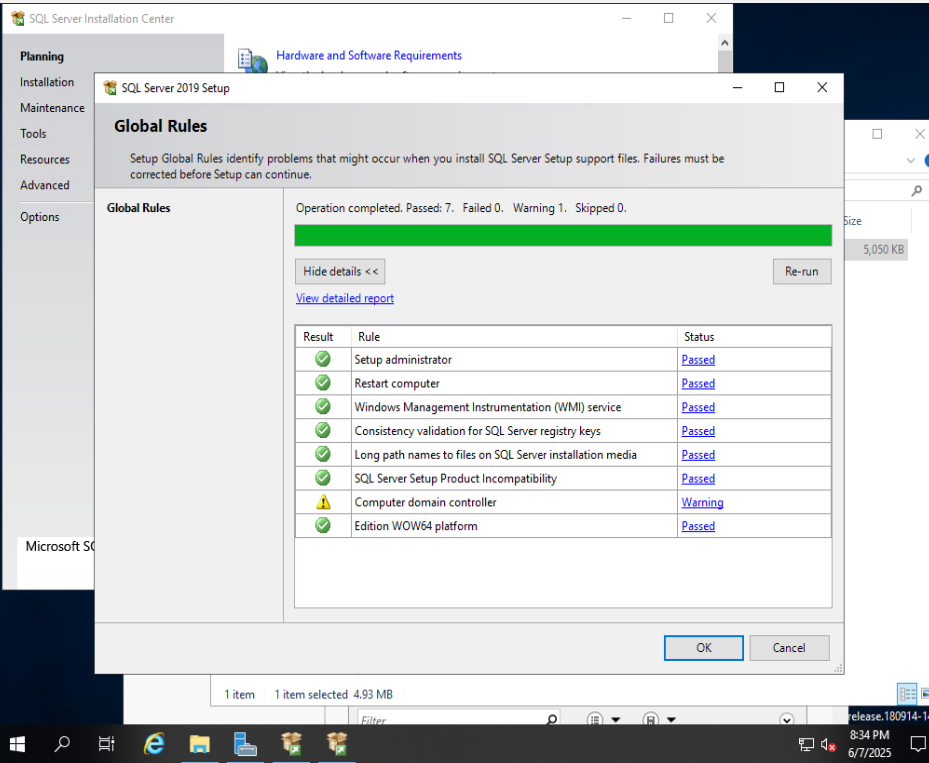 SQL Server Installation Center
Planning
Installation
Maintenance
Tools
Resources
Advanced
Options
Hardware and Software Requirements
Microsoft
SQL Server 2019 Setup
Global Rules
Setup Global Rules identify problems that might occur when you install SQL Server Setup support files. Failures must be
corrected before Setup can continue.
Global Rules
Operation completed. Passed: 7.   Failed 0.   Warning 1.   Skipped 0.
Hide details <<
Re-run
View detailed report
Result Rule Status
Setup administrator Passed
Restart computer Passed
Windows Management Instrumentation (WMI) service Passed
Consistency validation for SQL Server registry keys Passed
Long path names to files on SQL Server installation media Passed
SQL Server Setup Product Incompatibility Passed
Computer domain controller Warning
Edition WOW64 platform Passed
OK Cancel
Size
5,050 KB
1 item 1 item selected 4.93 MB
Filter
release.180914-14
8:34 PM
6/7/2025